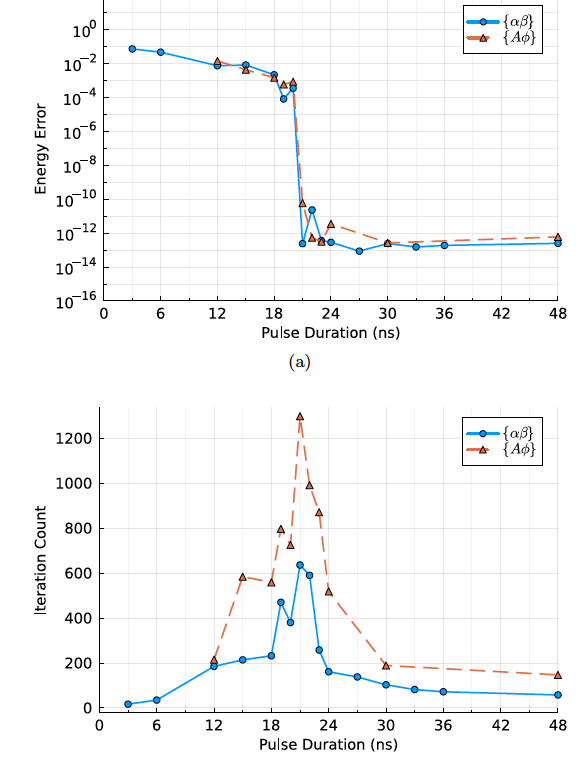 10⁰
10⁻²
10⁻⁴
10⁻⁶
10⁻⁸
10⁻¹⁰
10⁻¹²
10⁻¹⁴
10⁻¹⁶
Energy Error
{αβ}
{Aϕ}
0 6 12 18 24 30 36 42 48
Pulse Duration (ns)
(a)
1200
1000
800
600
400
200
0
Iteration Count
{αβ}
{Aϕ}
0 6 12 18 24 30 36 42 48
Pulse Duration (ns)